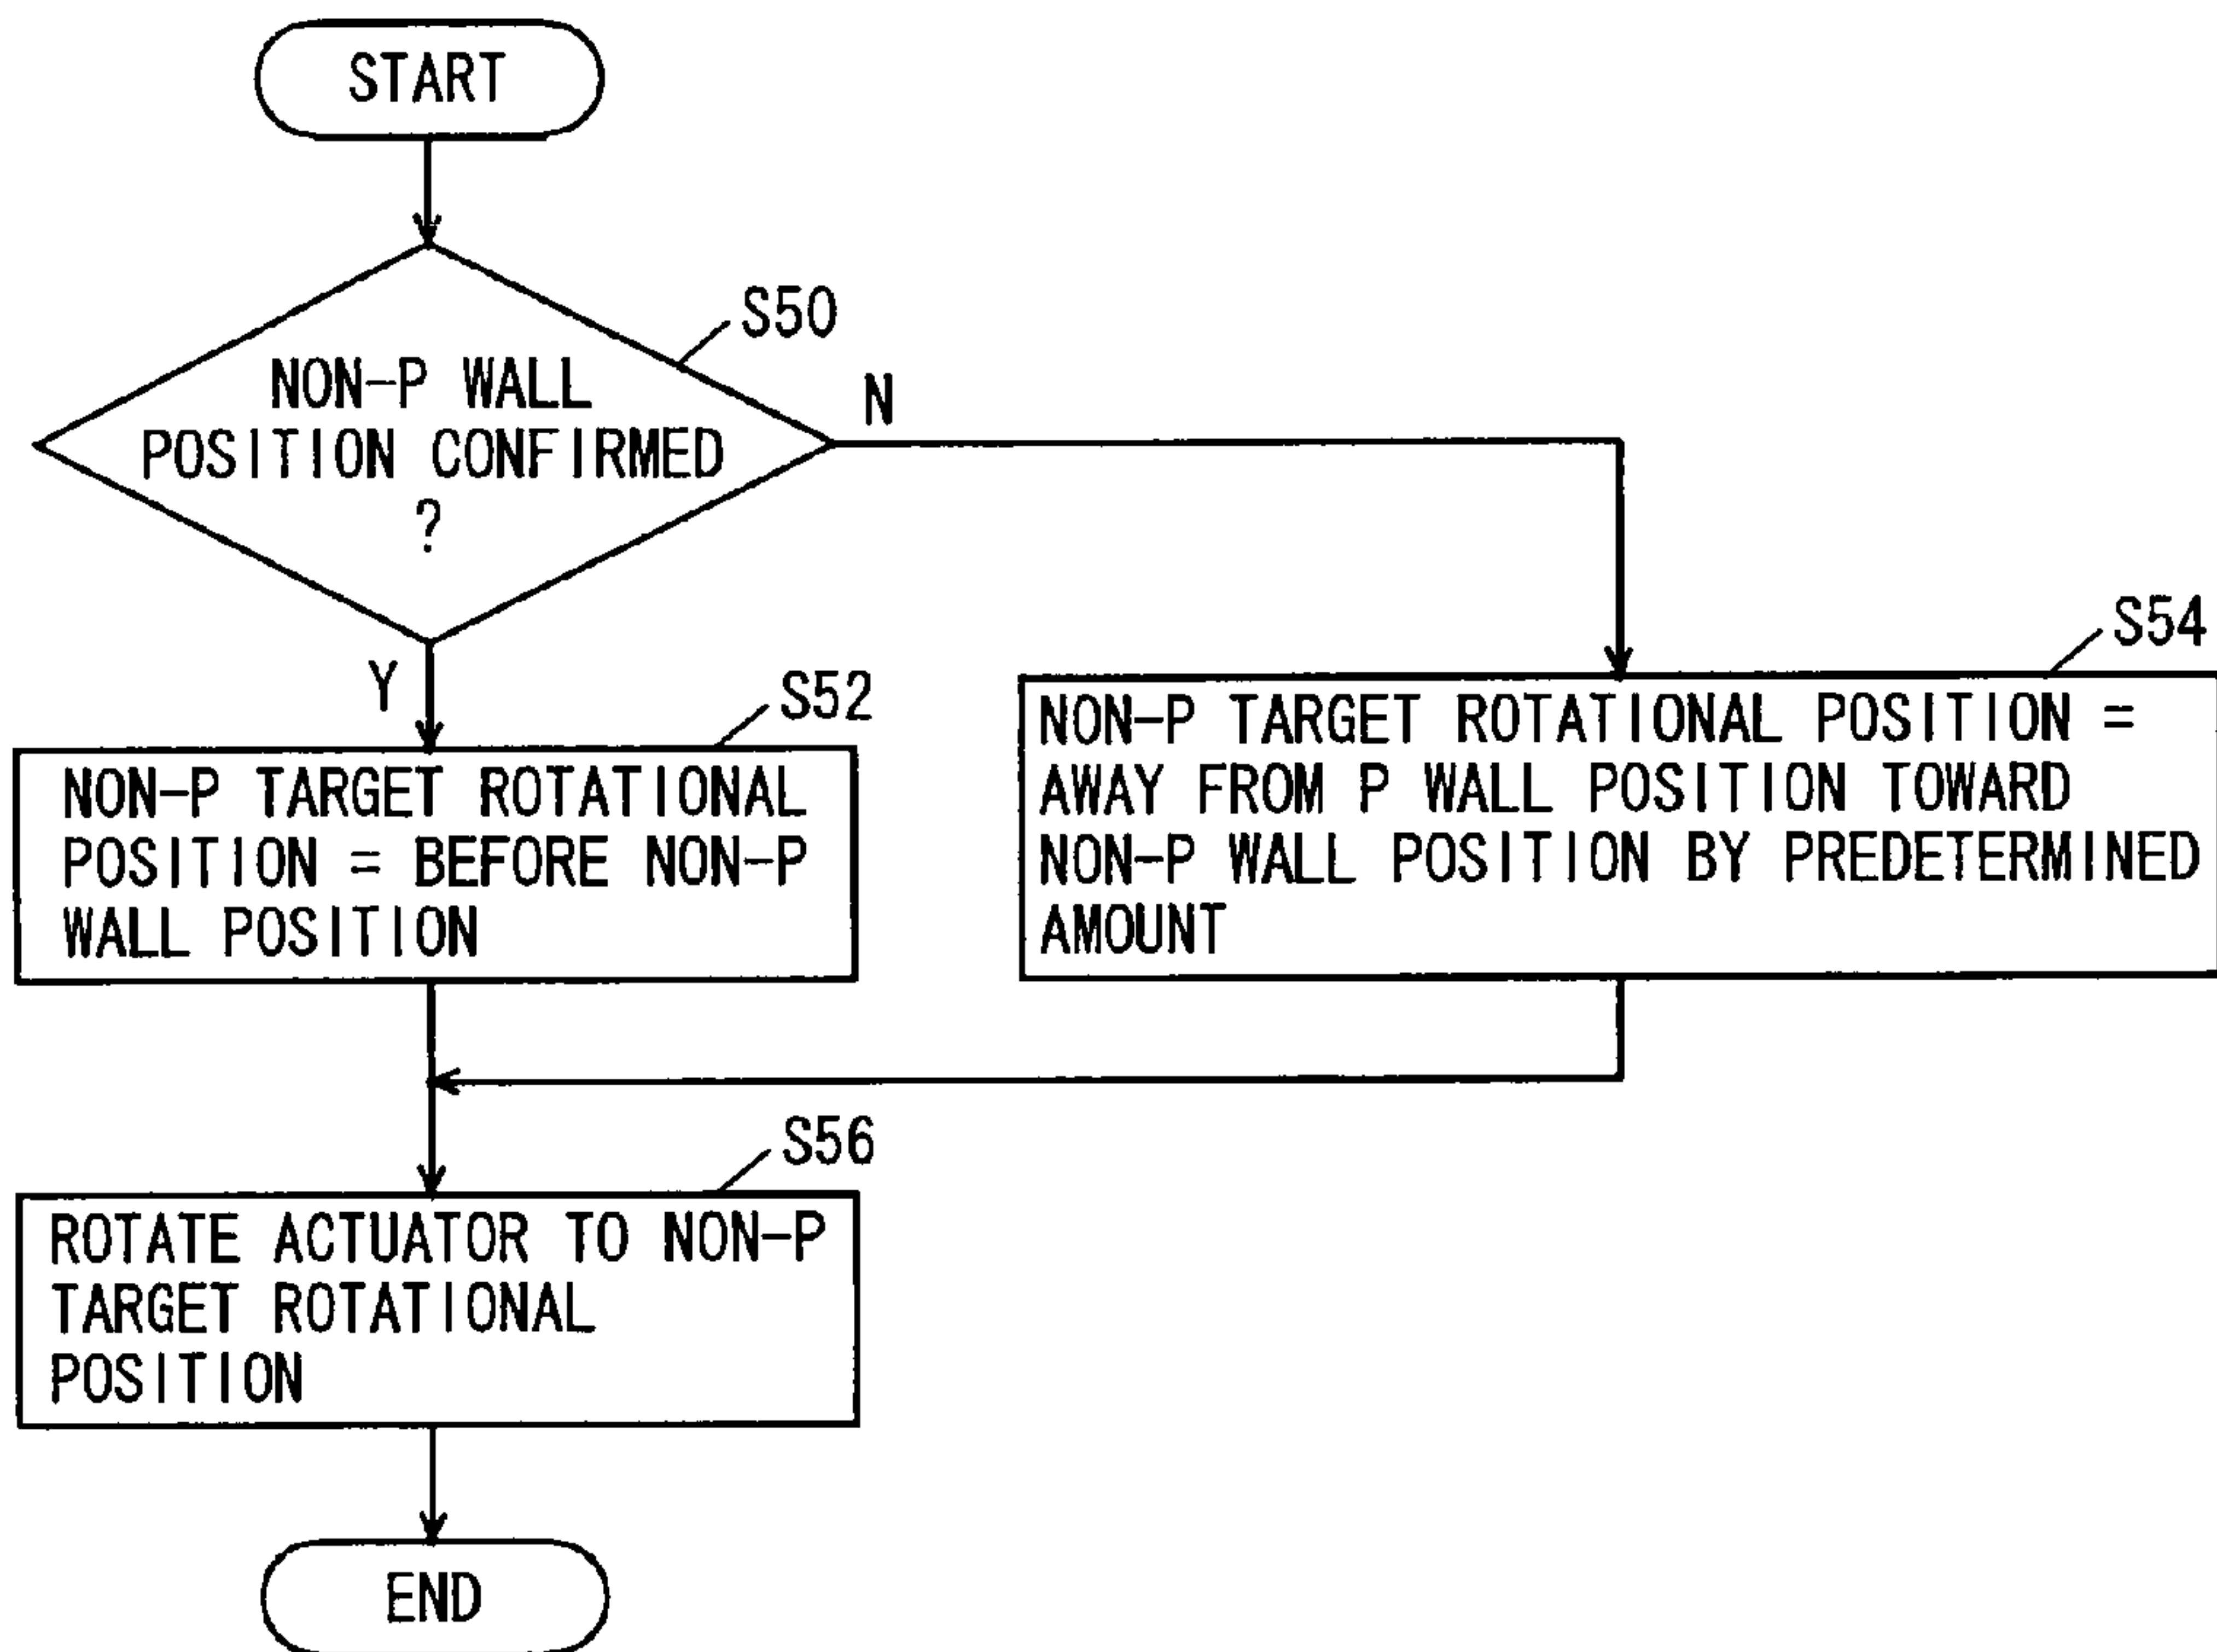 START
S50
NON-P WALL
POSITION CONFIRMED
?
N
Y
S52
NON-P TARGET ROTATIONAL
POSITION = BEFORE NON-P
WALL POSITION
S54
NON-P TARGET ROTATIONAL POSITION =
AWAY FROM P WALL POSITION TOWARD
NON-P WALL POSITION BY PREDETERMINED
AMOUNT
S56
ROTATE ACTUATOR TO NON-P
TARGET ROTATIONAL
POSITION
END